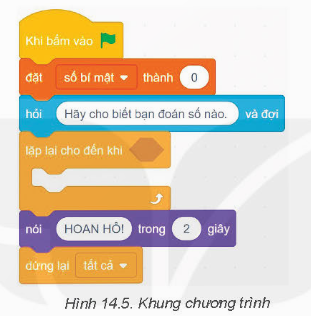 Khi bấm vào
đặt số bí mật thành 0
hỏi Hãy cho biết bạn đoán số nào. và đợi
lặp lại cho đến khi
nói HOAN HÔ! trong 2 giây
dừng lại tất cả
Hình 14.5. Khung chương trình